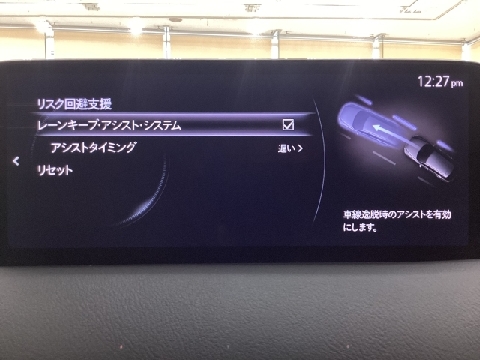 12:27pm
リスク回避支援
レーンキープ・アシスト・システム
アシストタイミング 遅い
リセット
車線逸脱時のアシストを有効
にします。